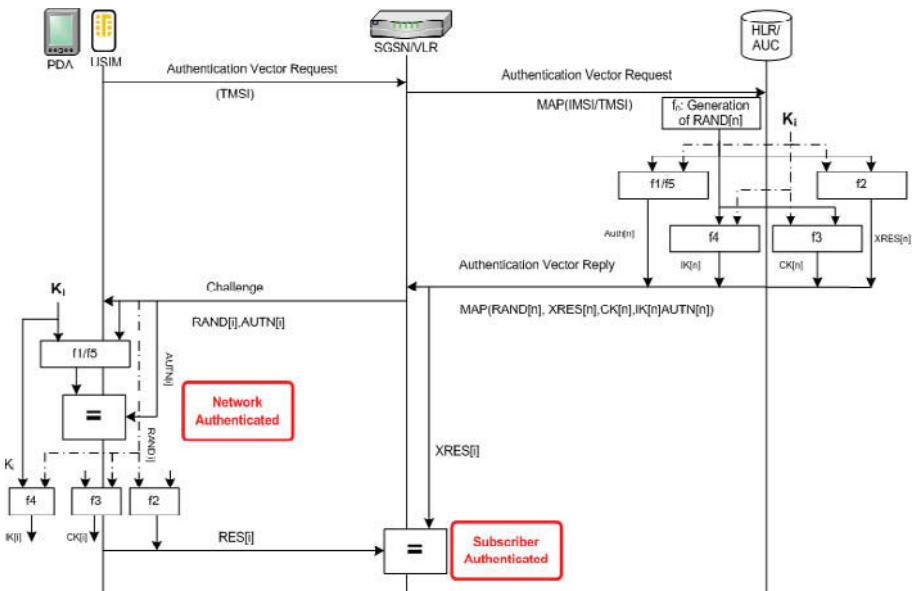 PDA
USIM
SGSN/VLR
HLR/
AUC
Authentication Vector Request
(TMSI)
Authentication Vector Request
MAP(IMSI/TMSI)
f₀: Generation
of RAND[n]
Kᵢ
f1/f5
f2
f4
f3
Auth[n]
IK[n]
CK[n]
XRES[n]
Authentication Vector Reply
MAP(RAND[n], XRES[n],CK[n],IK[n]AUTN[n])
Challenge
RAND[i],AUTN[i]
Kᵢ
f1/f5
AUTN[i]
=
Network
Authenticated
RAND[i]
Kᵢ
f4
f3
f2
IK[i]
CK[i]
XRES[i]
RES[i]
=
Subscriber
Authenticated